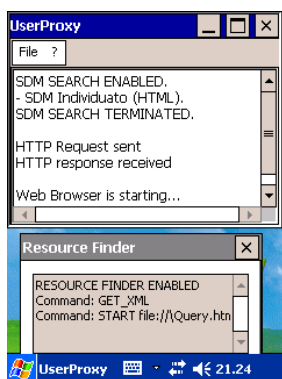 UserProxy
File ?
SDM SEARCH ENABLED.
- SDM Individuato (HTML).
SDM SEARCH TERMINATED.
HTTP Request sent
HTTP response received
Web Browser is starting...
Resource Finder
RESOURCE FINDER ENABLED
Command: GET_XML
Command: START file://\Query.htn
UserProxy 21.24